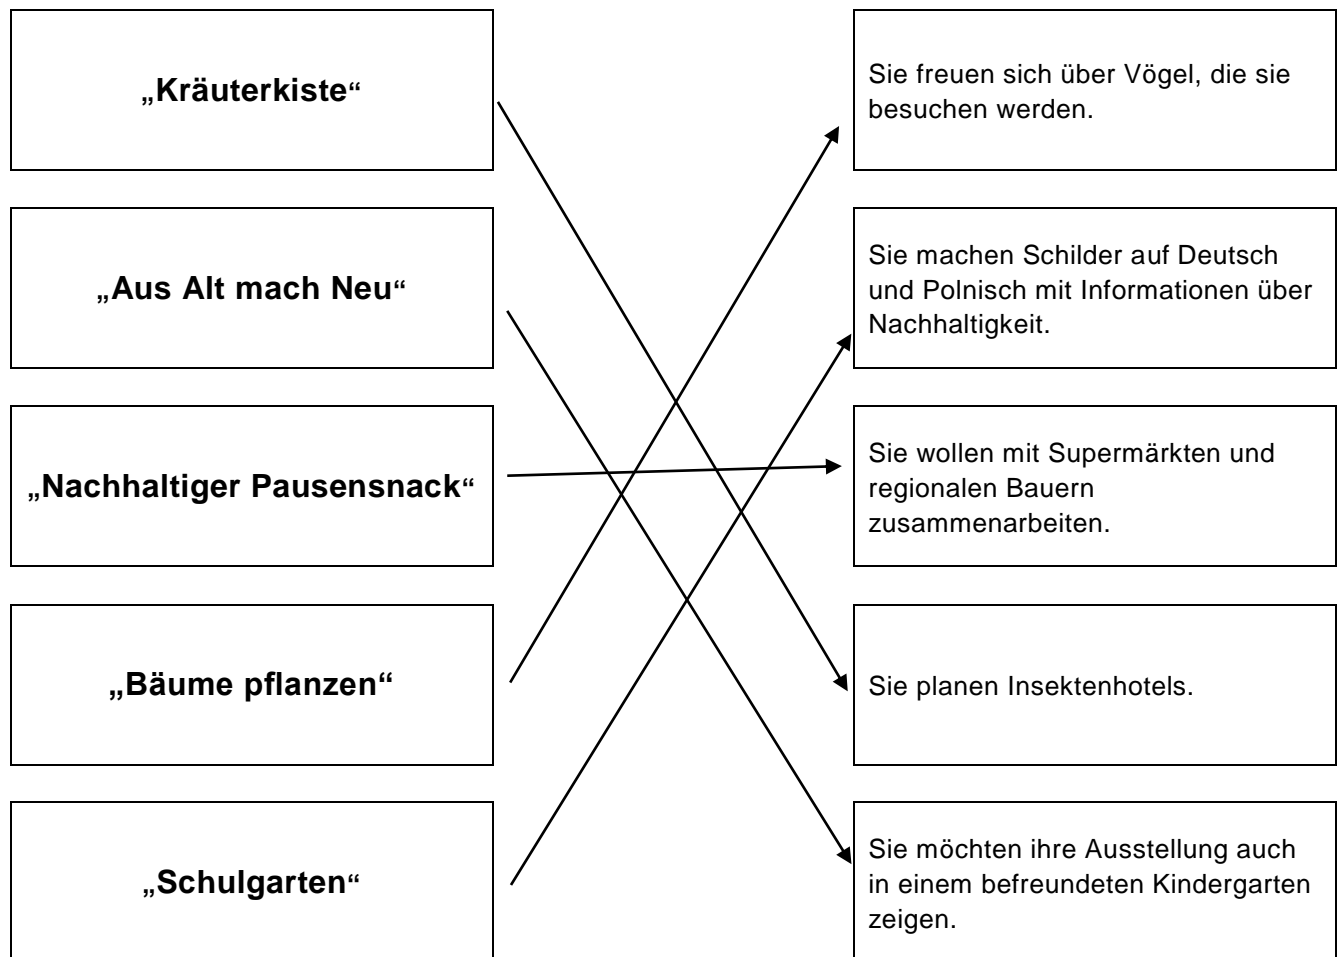 „Kräuterkiste“
Sie freuen sich über Vögel, die sie
besuchen werden.
„Aus Alt mach Neu“
Sie machen Schilder auf Deutsch
und Polnisch mit Informationen über
Nachhaltigkeit.
„Nachhaltiger Pausensnack“
Sie wollen mit Supermärkten und
regionalen Bauern
zusammenarbeiten.
„Bäume pflanzen“
Sie planen Insektenhotels.
„Schulgarten“
Sie möchten ihre Ausstellung auch
in einem befreundeten Kindergarten
zeigen.